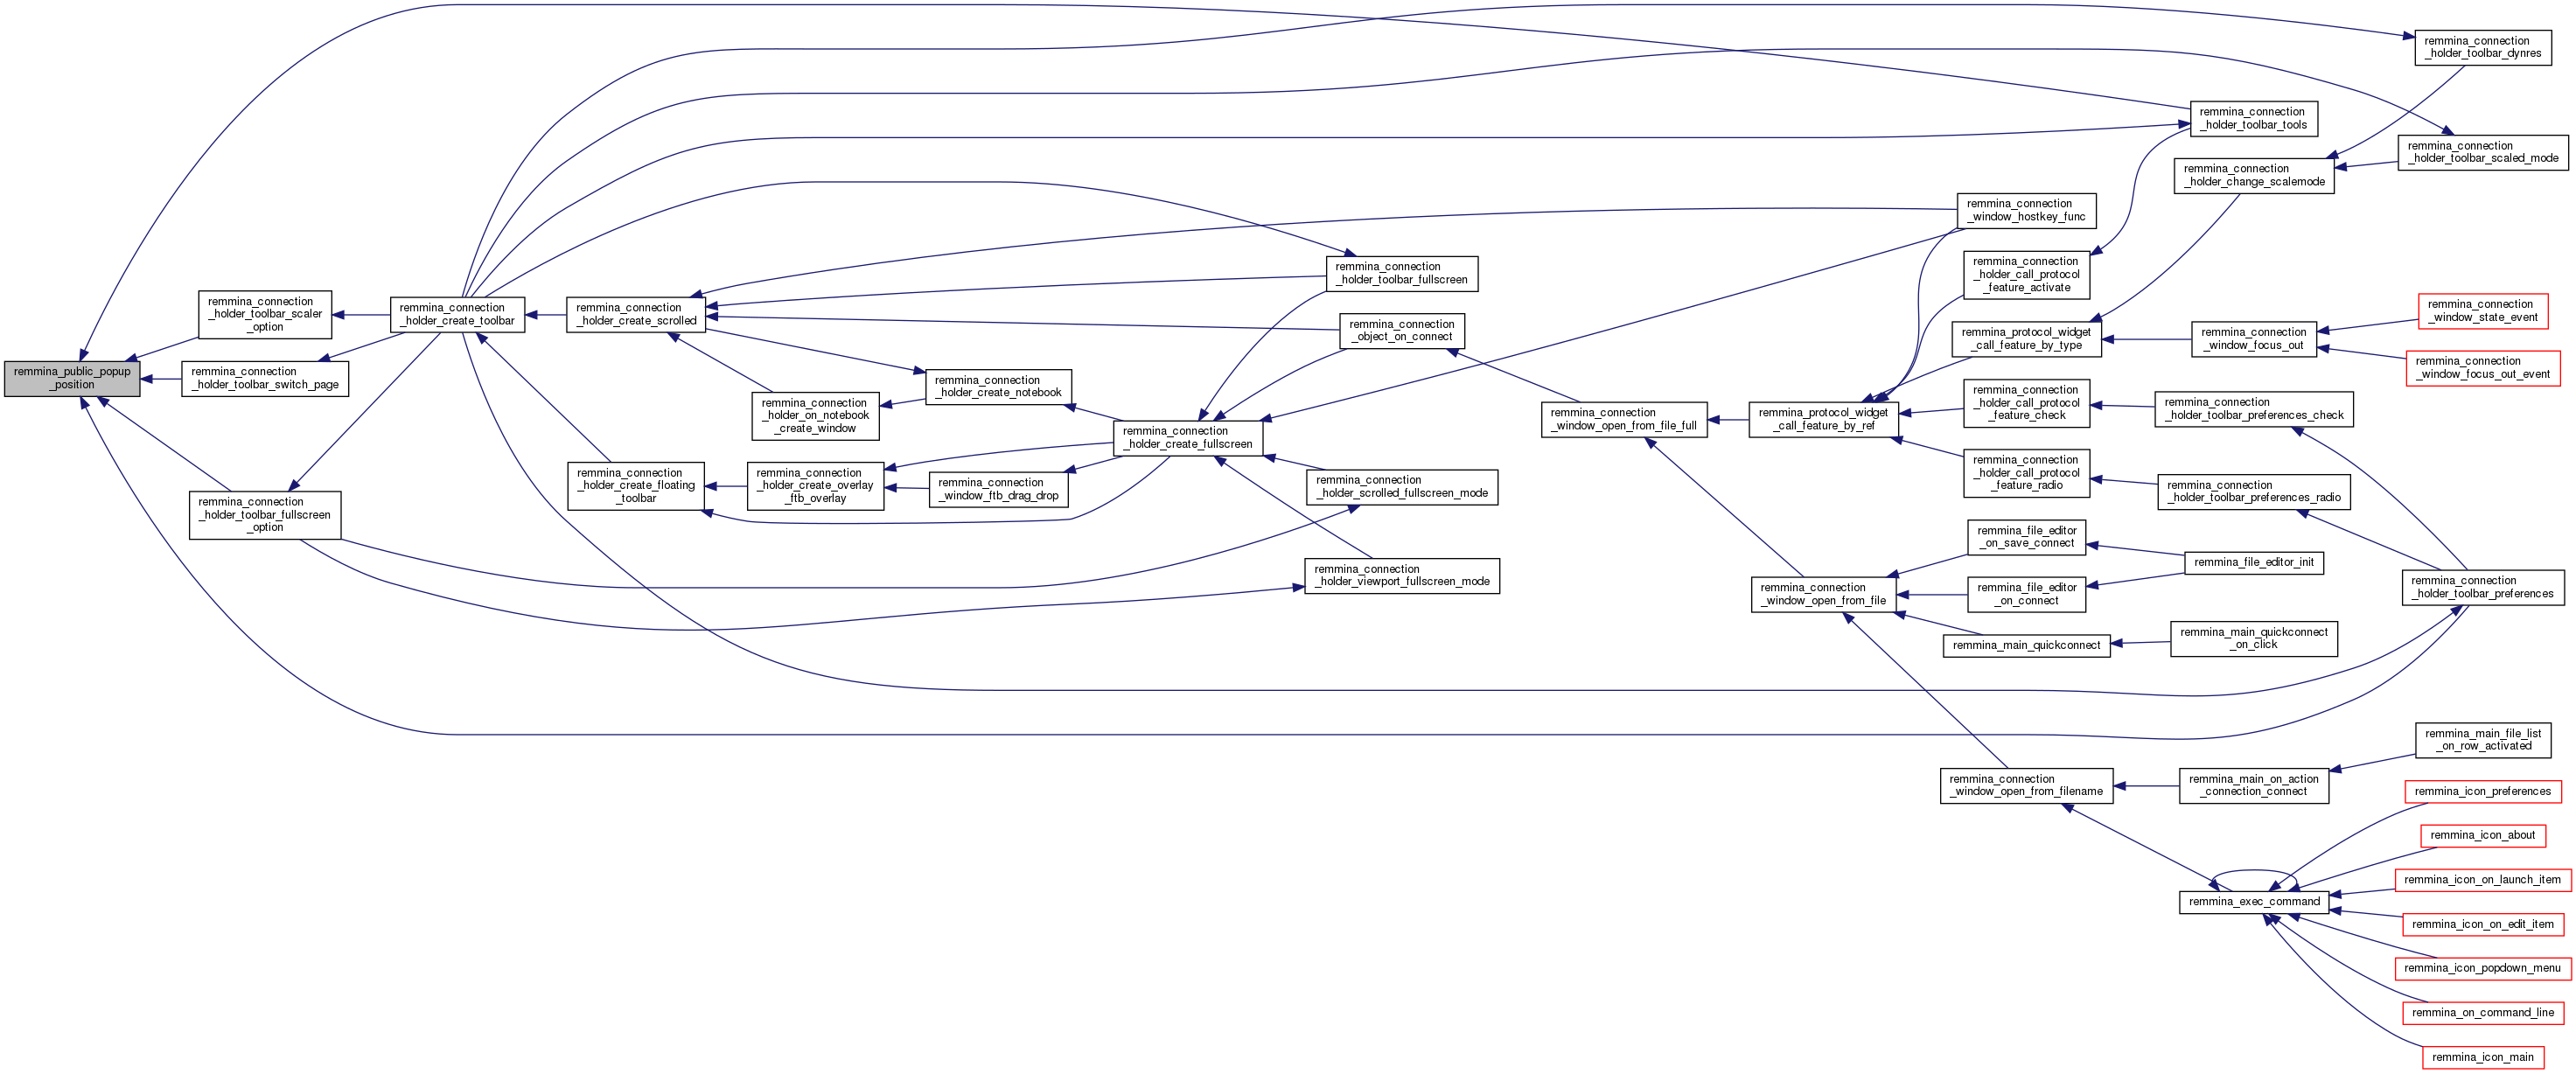 remmina_public_popup
_position
remmina_connection
_holder_toolbar_scaler
_option
remmina_connection
_holder_toolbar_switch_page
remmina_connection
_holder_toolbar_fullscreen
_option
remmina_connection
_holder_create_toolbar
remmina_connection
_holder_create_scrolled
remmina_connection
_holder_create_floating
_toolbar
remmina_connection
_holder_on_notebook
_create_window
remmina_connection
_holder_create_overlay
_ftb_overlay
remmina_connection
_holder_create_notebook
remmina_connection
_window_ftb_drag_drop
remmina_connection
_holder_create_fullscreen
remmina_connection
_holder_toolbar_fullscreen
remmina_connection
_object_on_connect
remmina_connection
_holder_scrolled_fullscreen_mode
remmina_connection
_holder_viewport_fullscreen_mode
remmina_connection
_window_open_from_file_full
remmina_protocol_widget
_call_feature_by_ref
remmina_connection
_window_open_from_file
remmina_connection
_window_hostkey_func
remmina_connection
_holder_call_protocol
_feature_activate
remmina_protocol_widget
_call_feature_by_type
remmina_connection
_holder_call_protocol
_feature_check
remmina_connection
_holder_call_protocol
_feature_radio
remmina_file_editor
_on_save_connect
remmina_file_editor
_on_connect
remmina_main_quickconnect
remmina_connection
_window_open_from_filename
remmina_connection
_holder_toolbar_tools
remmina_connection
_holder_change_scalemode
remmina_connection
_window_focus_out
remmina_connection
_holder_toolbar_preferences_check
remmina_connection
_holder_toolbar_preferences_radio
remmina_file_editor_init
remmina_main_quickconnect
_on_click
remmina_main_on_action
_connection_connect
remmina_exec_command
remmina_connection
_holder_toolbar_dynres
remmina_connection
_holder_toolbar_scaled_mode
remmina_connection
_window_state_event
remmina_connection
_window_focus_out_event
remmina_connection
_holder_toolbar_preferences
remmina_main_file_list
_on_row_activated
remmina_icon_preferences
remmina_icon_about
remmina_icon_on_launch_item
remmina_icon_on_edit_item
remmina_icon_popdown_menu
remmina_on_command_line
remmina_icon_main